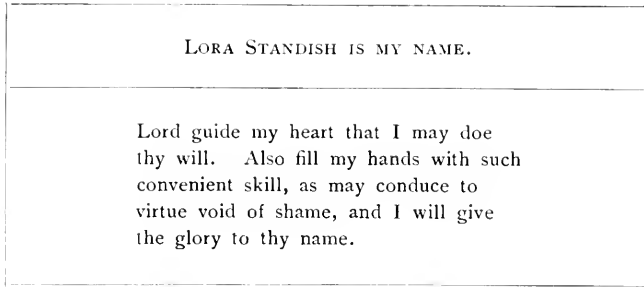 Lora Standish is my name.
Lord guide my heart that I may doe
thy will. Also fill my hands with such
convenient skill, as may conduce to
virtue void of shame, and I will give
the glory to thy name.